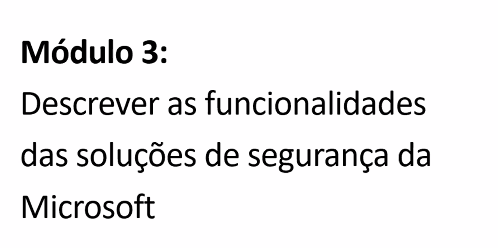 Módulo 3:
Descrever as funcionalidades
das soluções de segurança da
Microsoft